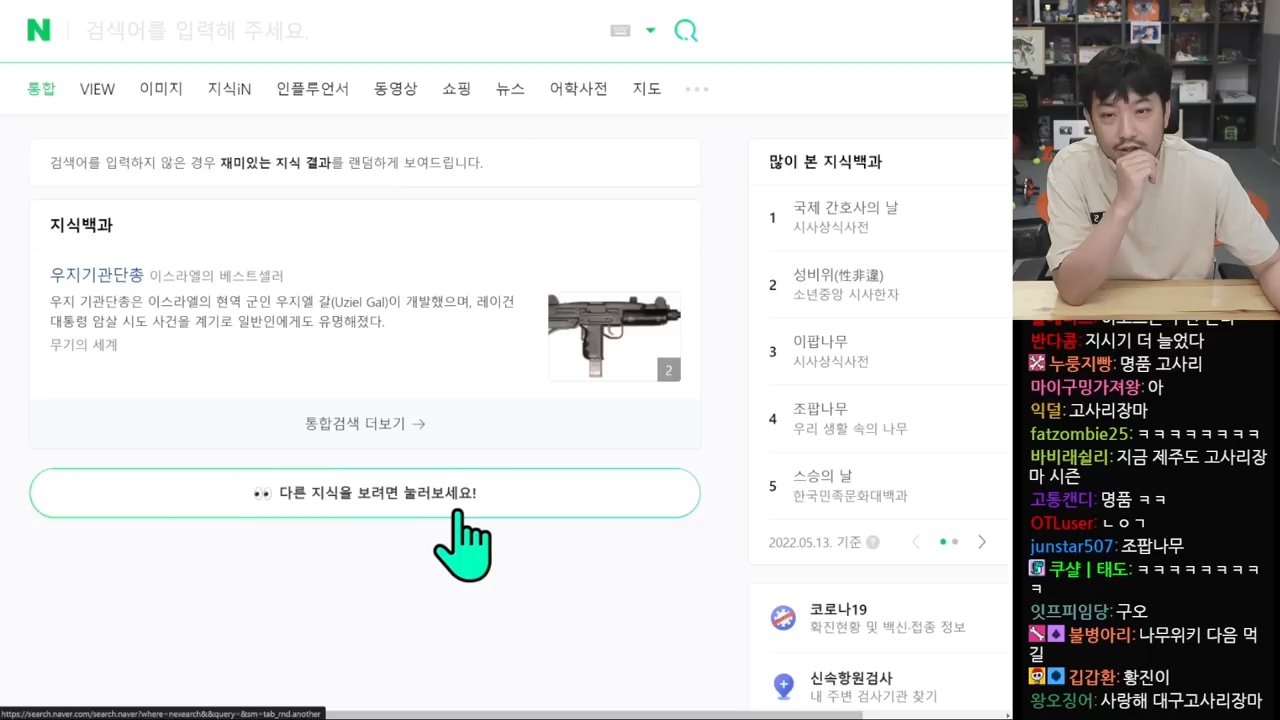 N
검색어를 입력해 주세요.
통합 VIEW 이미지 지식iN 인플루언서 동영상 쇼핑 뉴스 어학사전 지도
검색어를 입력하지 않은 경우 재미있는 지식 결과를 랜덤하게 보여드립니다.
지식백과
우지기관단총 이스라엘의 베스트셀러
우지 기관단총은 이스라엘의 현역 군인 우지엘 갈(Uziel Gal)이 개발했으며, 레이건
대통령 암살 시도 사건을 계기로 일반인에게도 유명해졌다.
무기의 세계
2
통합검색 더보기 →
👀 다른 지식을 보려면 눌러보세요!
많이 본 지식백과
1 국제 간호사의 날
시사상식사전
2 성비위(性非違)
소년중앙 시사한자
3 이팝나무
시사상식사전
4 조팝나무
우리 생활 속의 나무
5 스승의 날
한국민족문화대백과
2022.05.13. 기준 ?
코로나19
확진현황 및 백신·접종 정보
신속항원검사
내 주변 검사기관 찾기
https://search.naver.com/search.naver?where=nexearch&&query=&sm=tab_rnd.another
반다콩: 지시기 더 늘었다
누룽지빵: 명품 고사리
마이구밍가져왕: 아
익덜: 고사리장마
fatzombie25: ㅋㅋㅋㅋㅋㅋㅋㅋ
바비래쉴리: 지금 제주도 고사리장
마 시즌
고통캔디: 명품 ㅋㅋ
OTLuser: ㄴㅇㄱ
junstar507: 조팝나무
쿠샬 | 태도: ㅋㅋㅋㅋㅋㅋㅋㅋ
ㅋ
잇프피임당: 구오
불병아리: 나무위키 다음 먹
길
깁갑환: 황진이
왕오징어: 사랑해 대구고사리장마